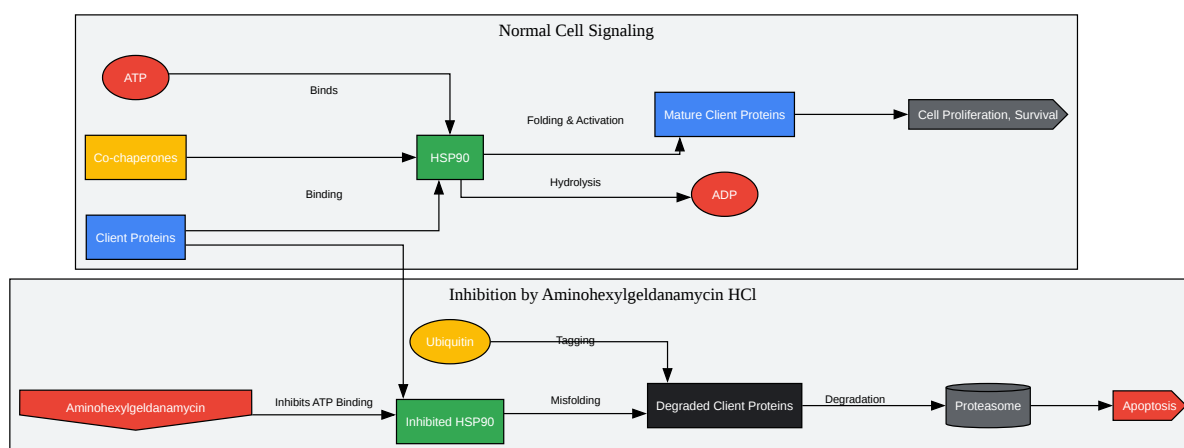 Normal Cell Signaling
ATP
Binds
Folding & Activation
Mature Client Proteins
Cell Proliferation, Survival
Co-chaperones
HSP90
Hydrolysis
ADP
Binding
Client Proteins
Inhibition by Aminohexylgeldanamycin HCl
Ubiquitin
Tagging
Aminohexylgeldanamycin
Inhibits ATP Binding
Inhibited HSP90
Misfolding
Degraded Client Proteins
Degradation
Proteasome
Apoptosis